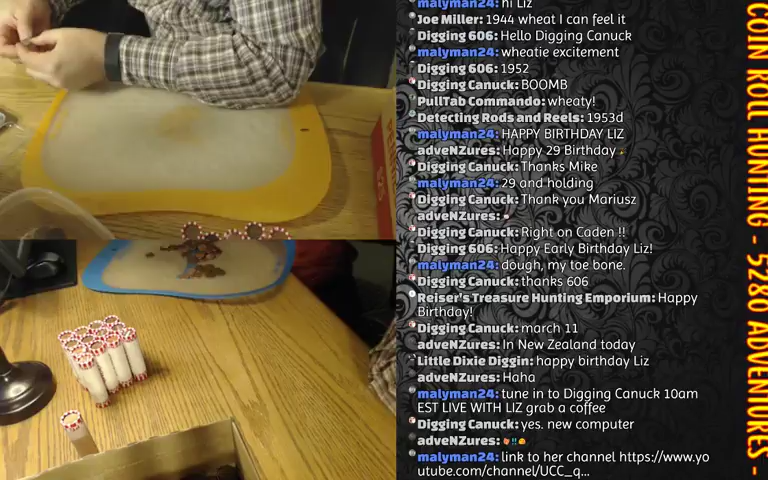 malyman24: hi Liz
Joe Miller: 1944 wheat I can feel it
Digging 606: Hello Digging Canuck
malyman24: wheatie excitement
Digging 606: 1952
Digging Canuck: BOOMB
PullTab Commando: wheaty!
Detecting Rods and Reels: 1953d
malyman24: HAPPY BIRTHDAY LIZ
adveNZures: Happy 29 Birthday
Digging Canuck: Thanks Mike
malyman24: 29 and holding
Digging Canuck: Thank you Mariusz
adveNZures:
Digging Canuck: Right on Caden !!
Digging 606: Happy Early Birthday Liz!
malyman24: dough, my toe bone.
Digging Canuck: thanks 606
Reiser's Treasure Hunting Emporium: Happy
Birthday!
Digging Canuck: march 11
adveNZures: In New Zealand today
Little Dixie Diggin: happy birthday Liz
adveNZures: Haha
malyman24: tune in to Digging Canuck 10am
EST LIVE WITH LIZ grab a coffee
Digging Canuck: yes. new computer
adveNZures:
malyman24: link to her channel https://www.yo
utube.com/channel/UCC_q...
COIN ROLL HUNTING - 5280 ADVENTURES -